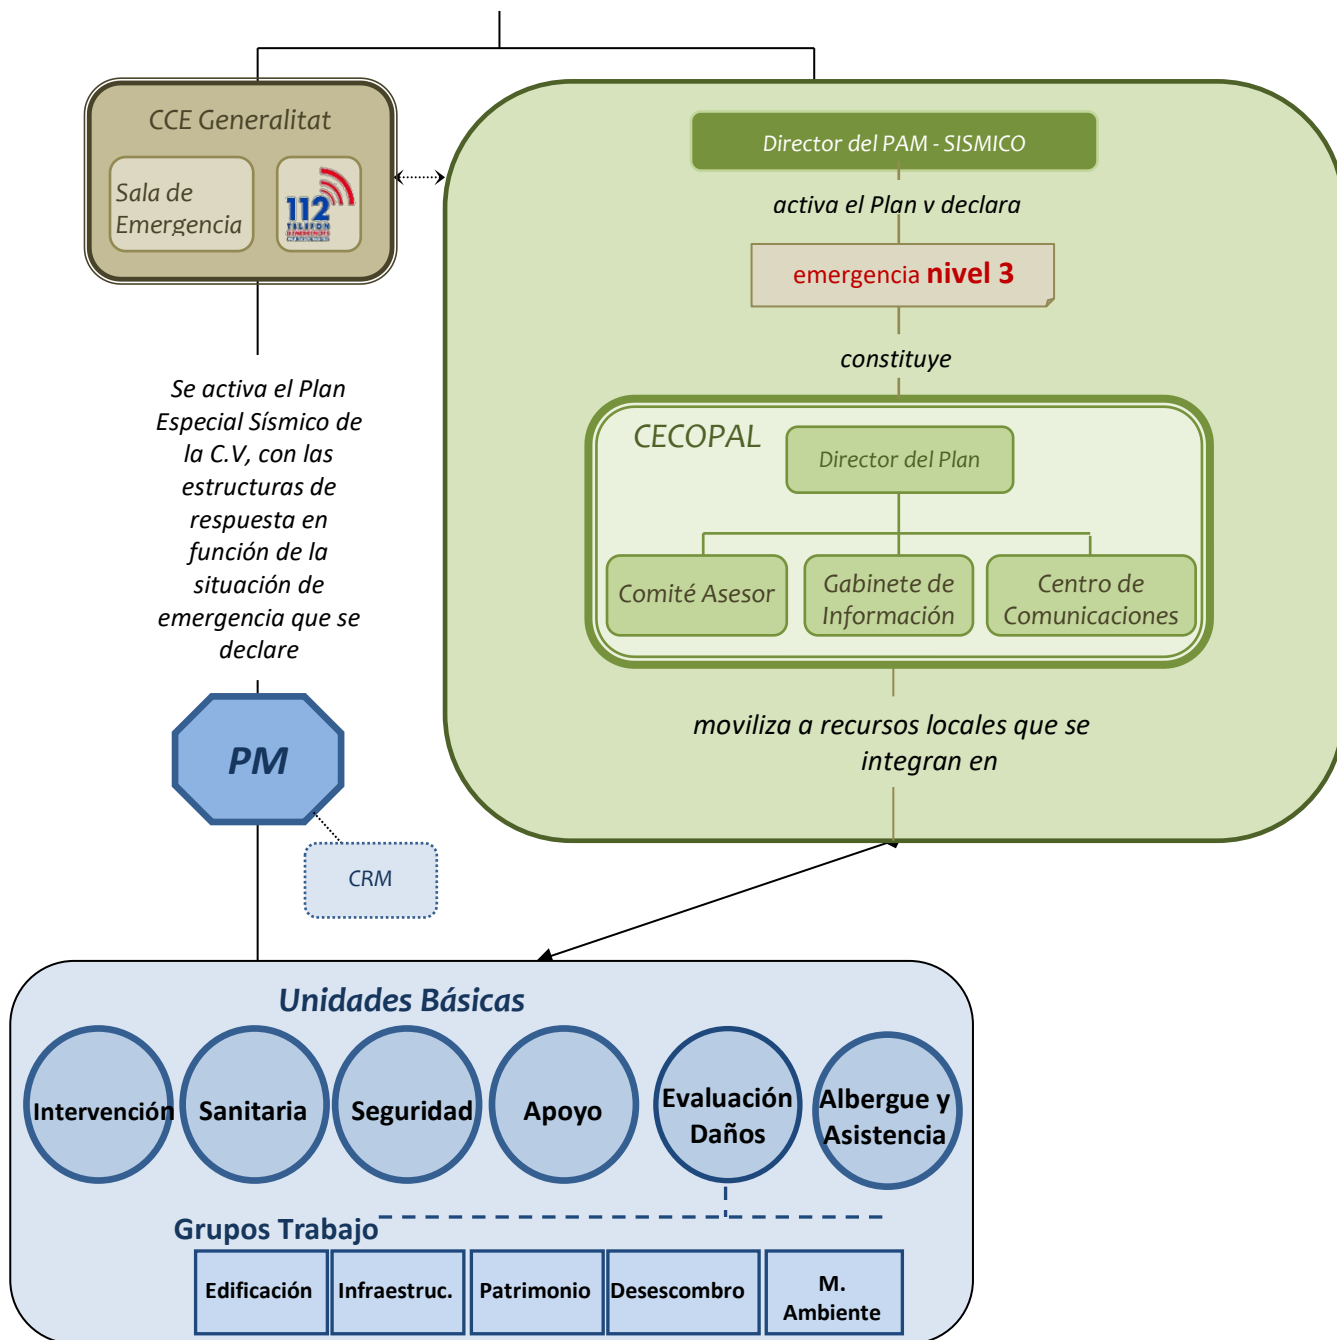 CCE Generalitat
Sala de
Emergencia
112
TELEFON
Director del PAM - SISMICO
activa el Plan y declara
emergencia nivel 3
constituye
CECOPAL
Director del Plan
Comité Asesor
Gabinete de
Información
Centro de
Comunicaciones
moviliza a recursos locales que se
integran en
Se activa el Plan
Especial Sísmico de
la C.V, con las
estructuras de
respuesta en
función de la
situación de
emergencia que se
declare
PM
CRM
Unidades Básicas
Intervención
Sanitaria
Seguridad
Apoyo
Evaluación
Daños
Albergue y
Asistencia
Grupos Trabajo
Edificación
Infraestruc.
Patrimonio
Desescombro
M.
Ambiente